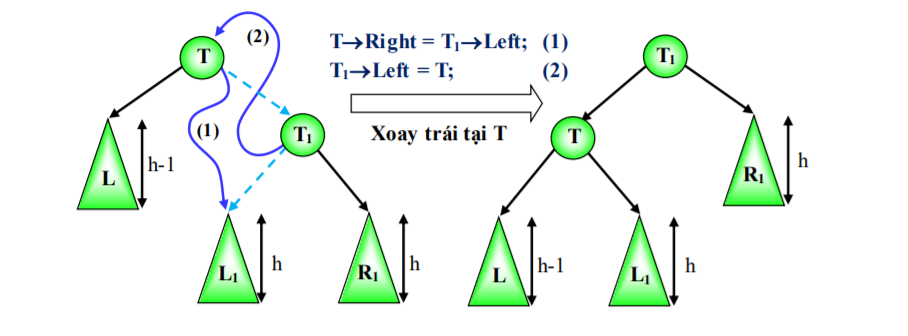 (2)
T→Right = T₁→Left; (1)
T₁→Left = T; (2)
Xoay trái tại T
T
T₁
(1)
L
h-1
T₁
L₁
h
R₁
h
T
R₁
h
L
h-1
L₁
h